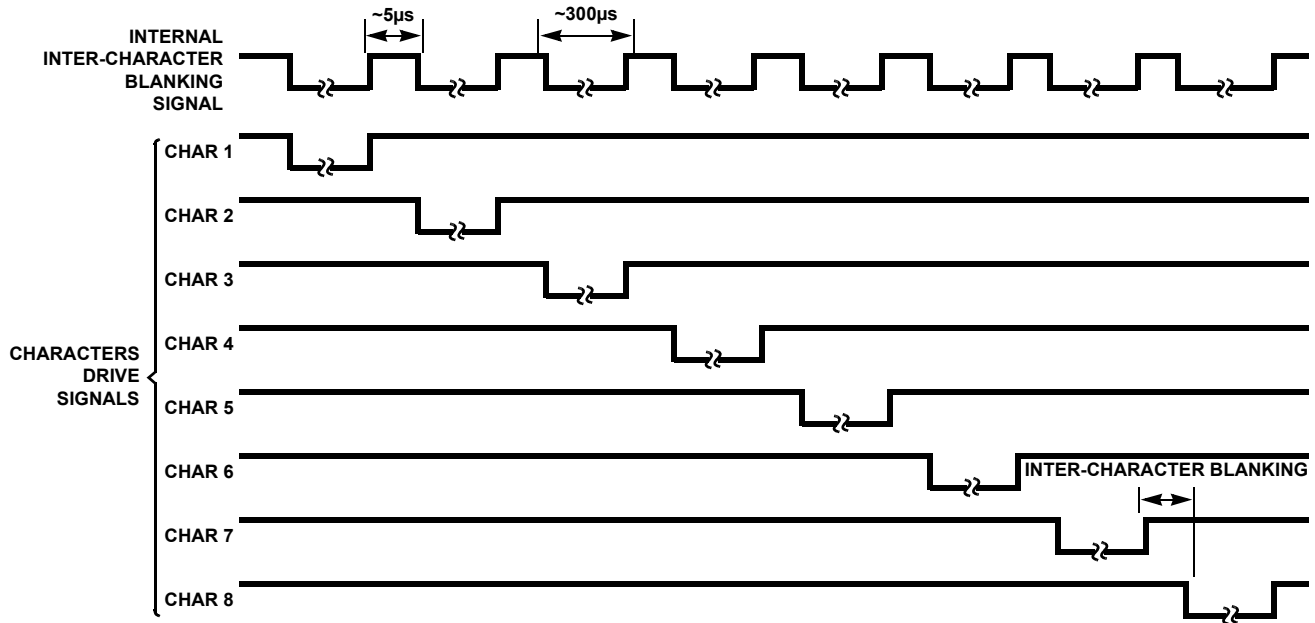 ~5µs
~300µs
INTERNAL
INTER-CHARACTER
BLANKING
SIGNAL
CHAR 1
CHAR 2
CHAR 3
CHAR 4
CHARACTERS
DRIVE
SIGNALS
CHAR 5
CHAR 6
INTER-CHARACTER BLANKING
CHAR 7
CHAR 8